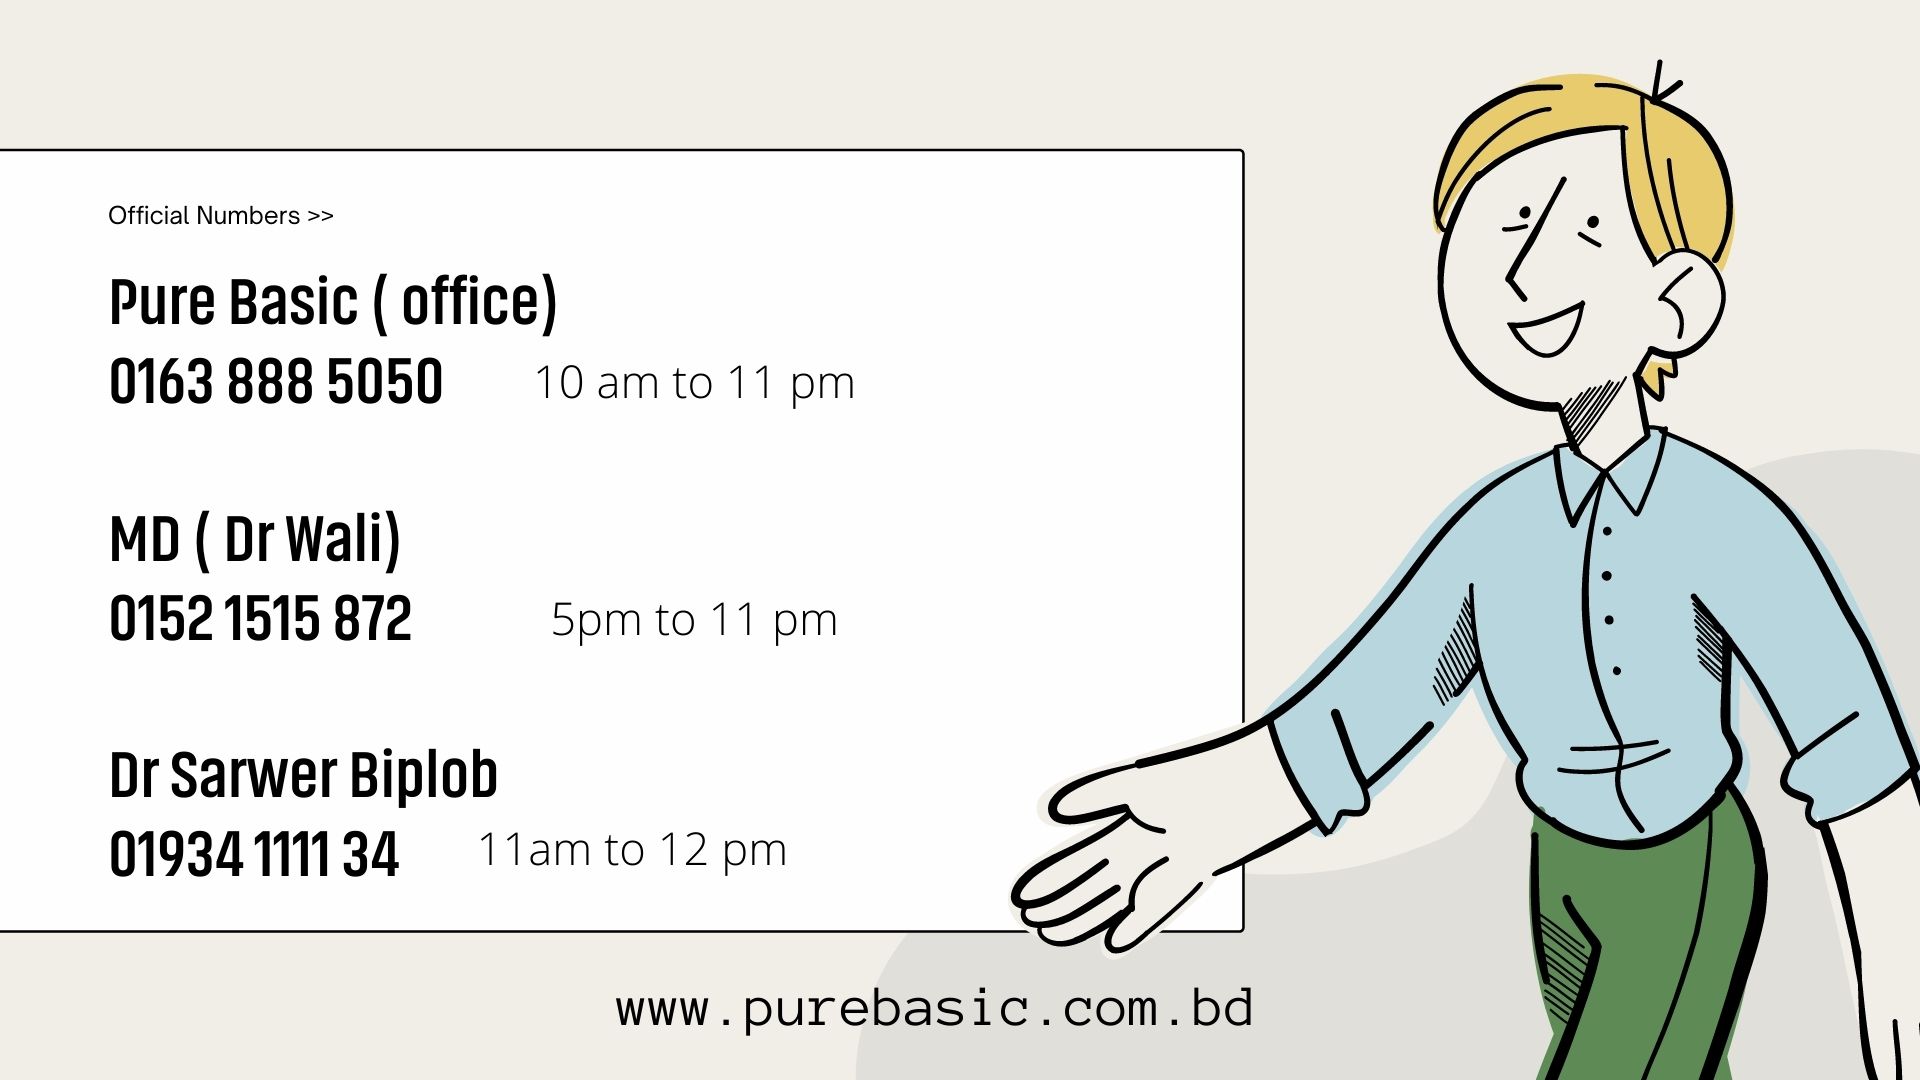 Official Numbers >>
Pure Basic ( office)
0163 888 5050 10 am to 11 pm
MD ( Dr Wali)
0152 1515 872 5pm to 11 pm
Dr Sarwer Biplob
01934 1111 34 11am to 12 pm
www.purebasic.com.bd